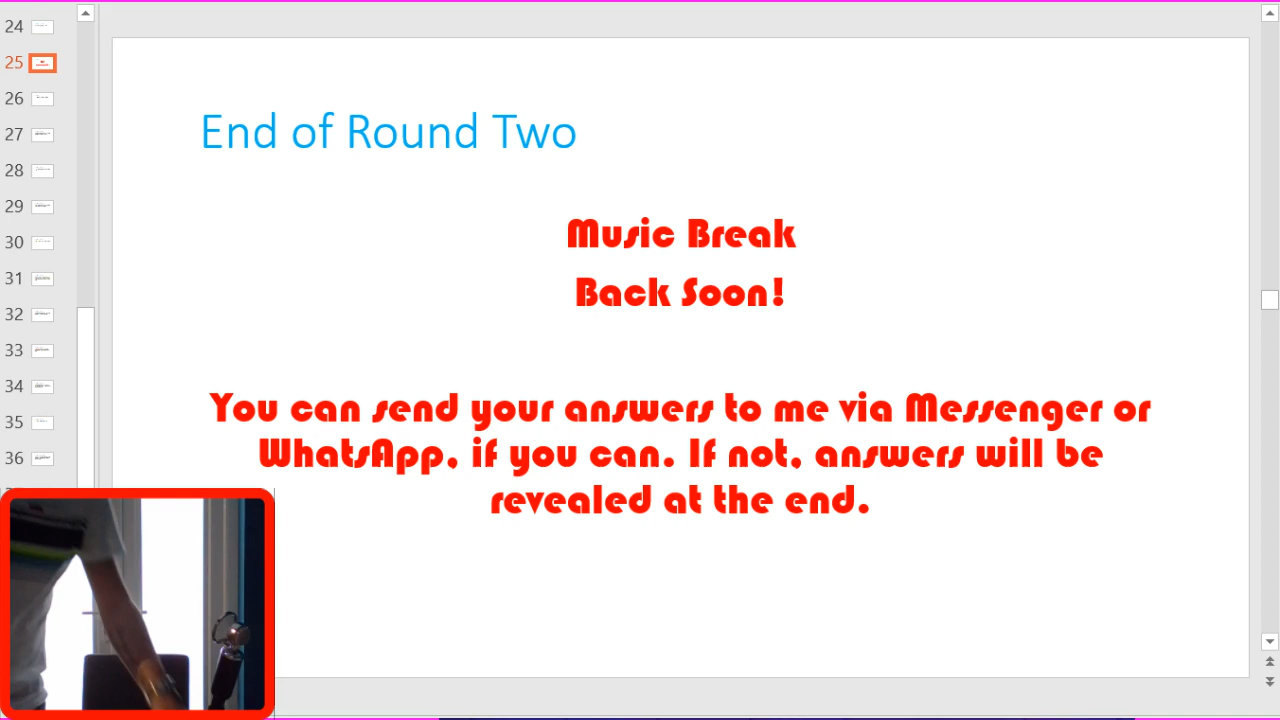 24
25
26
27
28
29
30
31
32
33
34
35
36
End of Round Two
Music Break
Back Soon!
You can send your answers to me via Messenger or
WhatsApp, if you can. If not, answers will be
revealed at the end.